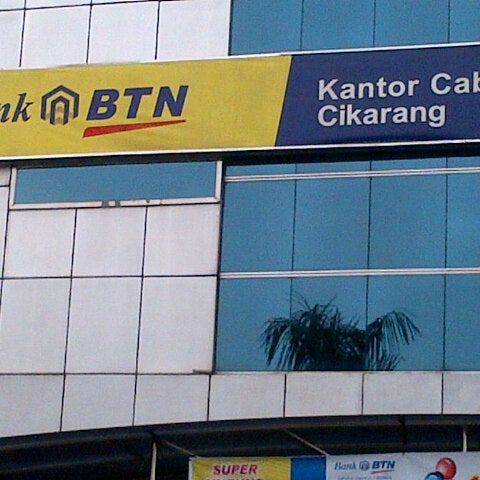 nk BTN
Kantor Cab
Cikarang
SUPER
Bank BTN